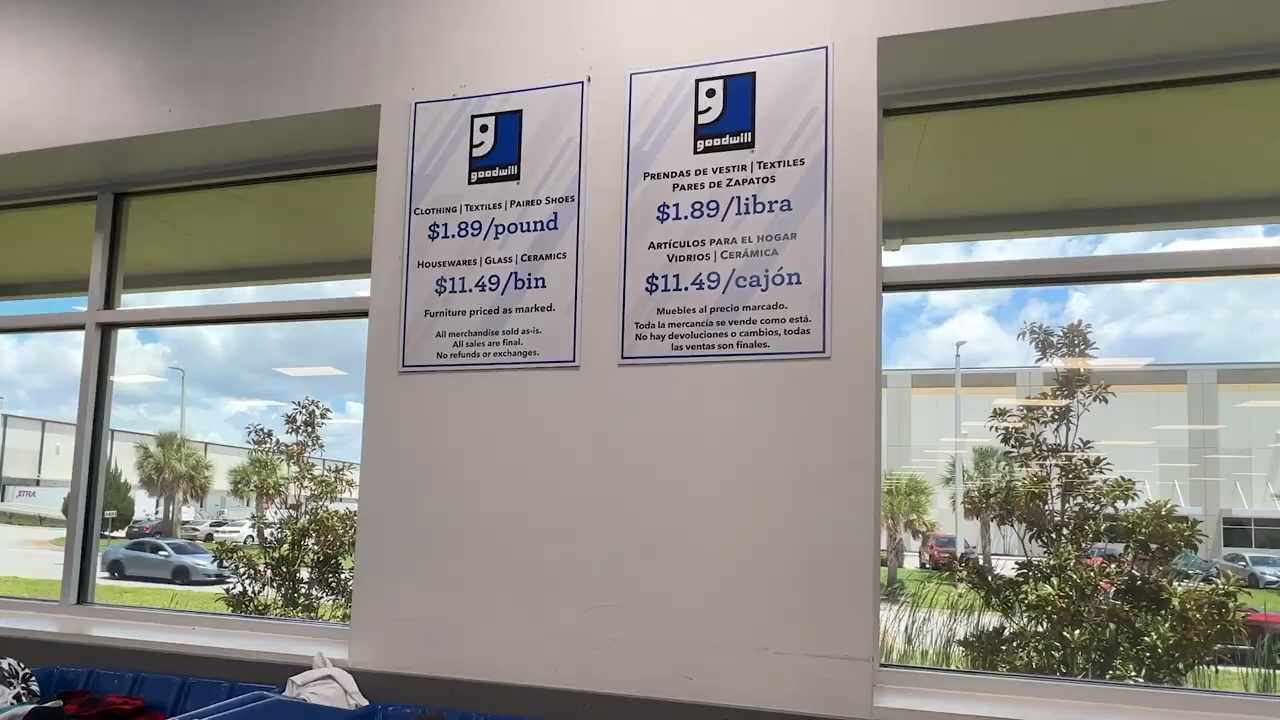 goodwill
CLOTHING | TEXTILES | PAIRED SHOES
$1.89/pound
HOUSEWARES | GLASS | CERAMICS
$11.49/bin
Furniture priced as marked.
All merchandise sold as-is.
All sales are final.
No refunds or exchanges.
goodwill
PRENDAS DE VESTIR | TEXTILES
PARES DE ZAPATOS
$1.89/libra
ARTÍCULOS PARA EL HOGAR
VIDRIOS | CERÁMICA
$11.49/cajón
Muebles al precio marcado.
Toda la mercancía se vende como está.
No hay devoluciones o cambios, todas
las ventas son finales.
XTRA